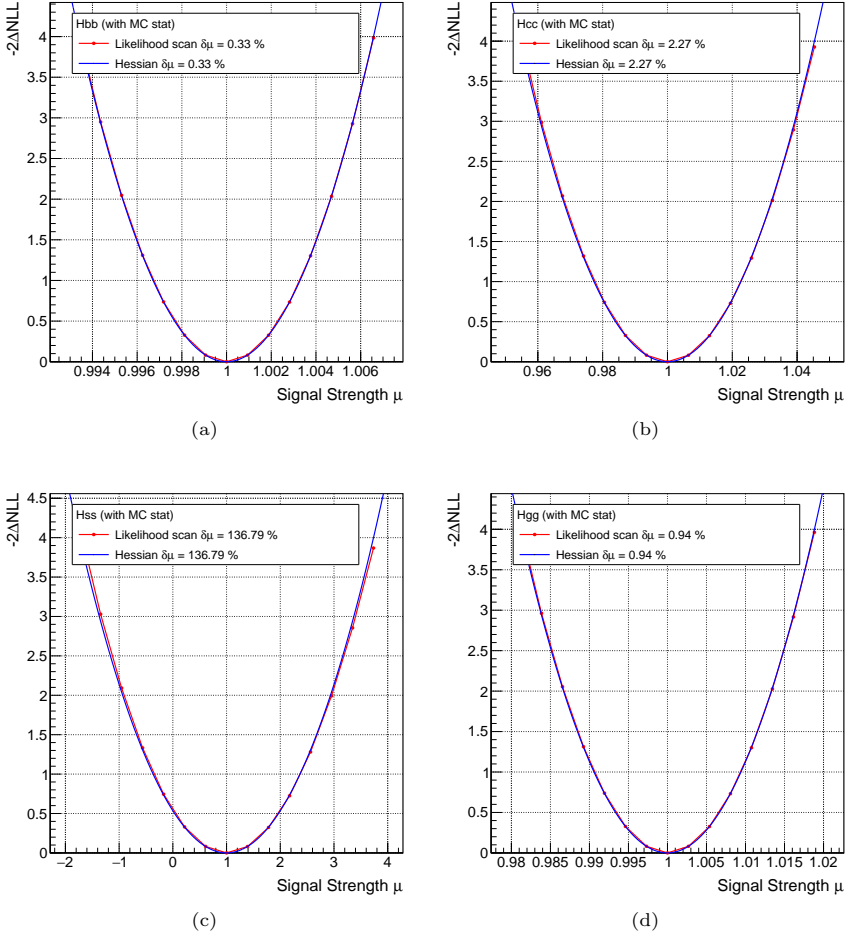 -2ΔNLL
Hbb (with MC stat)
Likelihood scan δμ = 0.33 %
Hessian δμ = 0.33 %
4
3.5
3
2.5
2
1.5
1
0.5
0
0.994 0.996 0.998 1 1.002 1.004 1.006
Signal Strength μ
(a)
-2ΔNLL
Hcc (with MC stat)
Likelihood scan δμ = 2.27 %
Hessian δμ = 2.27 %
4
3.5
3
2.5
2
1.5
1
0.5
0
0.96 0.98 1 1.02 1.04
Signal Strength μ
(b)
-2ΔNLL
Hss (with MC stat)
Likelihood scan δμ = 136.79 %
Hessian δμ = 136.79 %
4.5
4
3.5
3
2.5
2
1.5
1
0.5
0
−2 −1 0 1 2 3 4
Signal Strength μ
(c)
-2ΔNLL
Hgg (with MC stat)
Likelihood scan δμ = 0.94 %
Hessian δμ = 0.94 %
4
3.5
3
2.5
2
1.5
1
0.5
0
0.98 0.985 0.99 0.995 1 1.005 1.01 1.015 1.02
Signal Strength μ
(d)